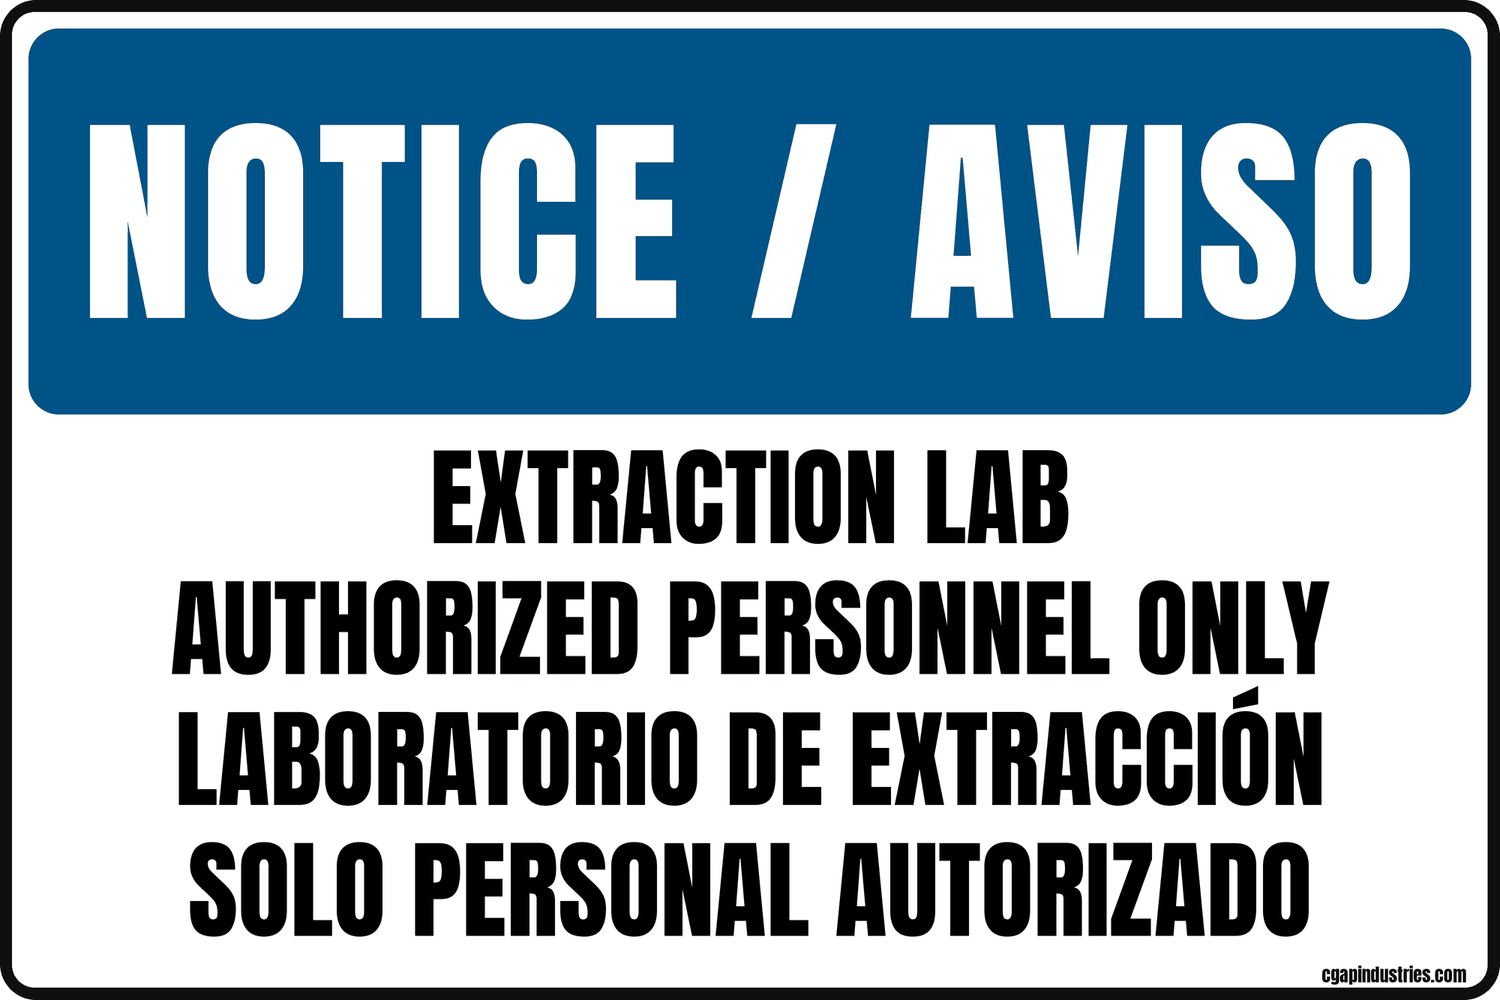 NOTICE / AVISO
EXTRACTION LAB
AUTHORIZED PERSONNEL ONLY
LABORATORIO DE EXTRACCIÓN
SOLO PERSONAL AUTORIZADO
cgapindustries.com